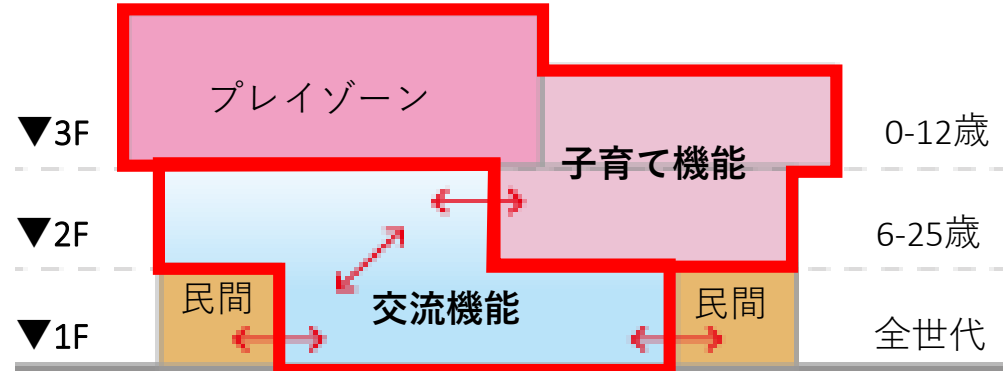 プレイゾーン
▼3F
0-12歳
子育て機能
▼2F
6-25歳
民間
交流機能
民間
▼1F
全世代